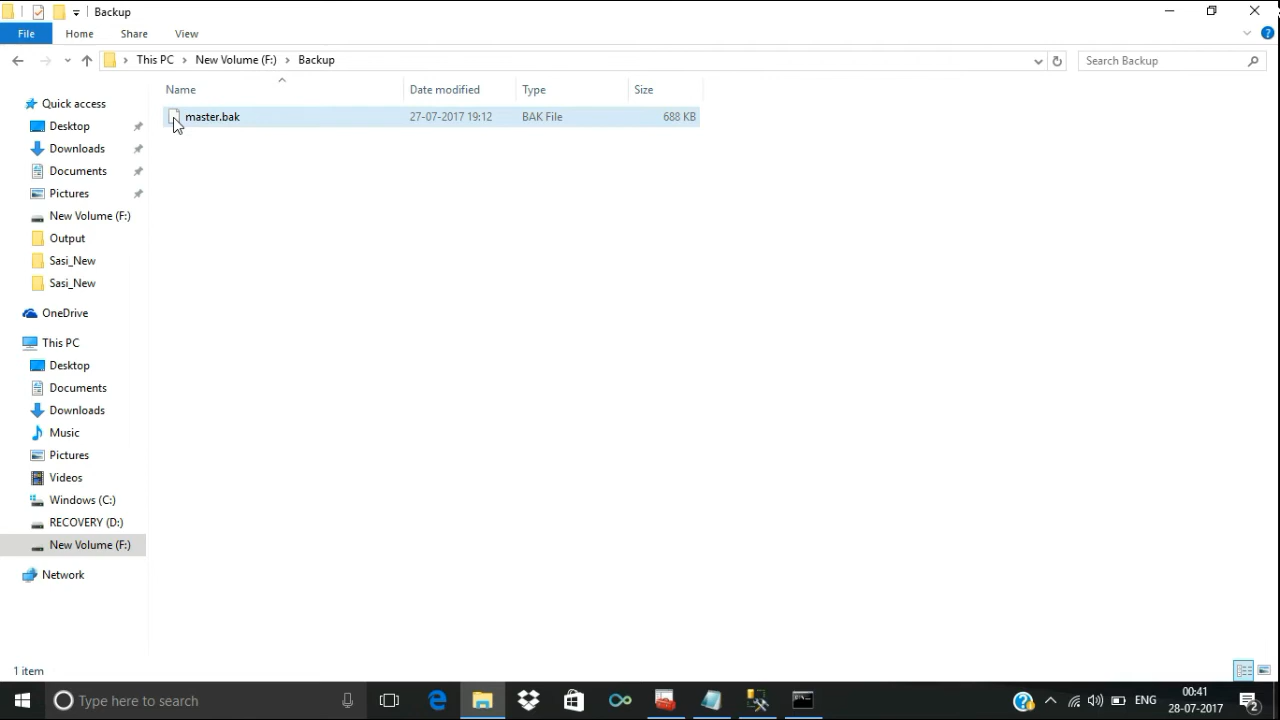 Backup
File Home Share View
This PC New Volume (F:) Backup Search Backup
Name Date modified Type Size
master.bak 27-07-2017 19:12 BAK File 688 KB
Quick access
Desktop
Downloads
Documents
Pictures
New Volume (F:)
Output
Sasi_New
Sasi_New
OneDrive
This PC
Desktop
Documents
Downloads
Music
Pictures
Videos
Windows (C:)
RECOVERY (D:)
New Volume (F:)
Network
1 item
Type here to search
ENG
00:41
28-07-2017
2